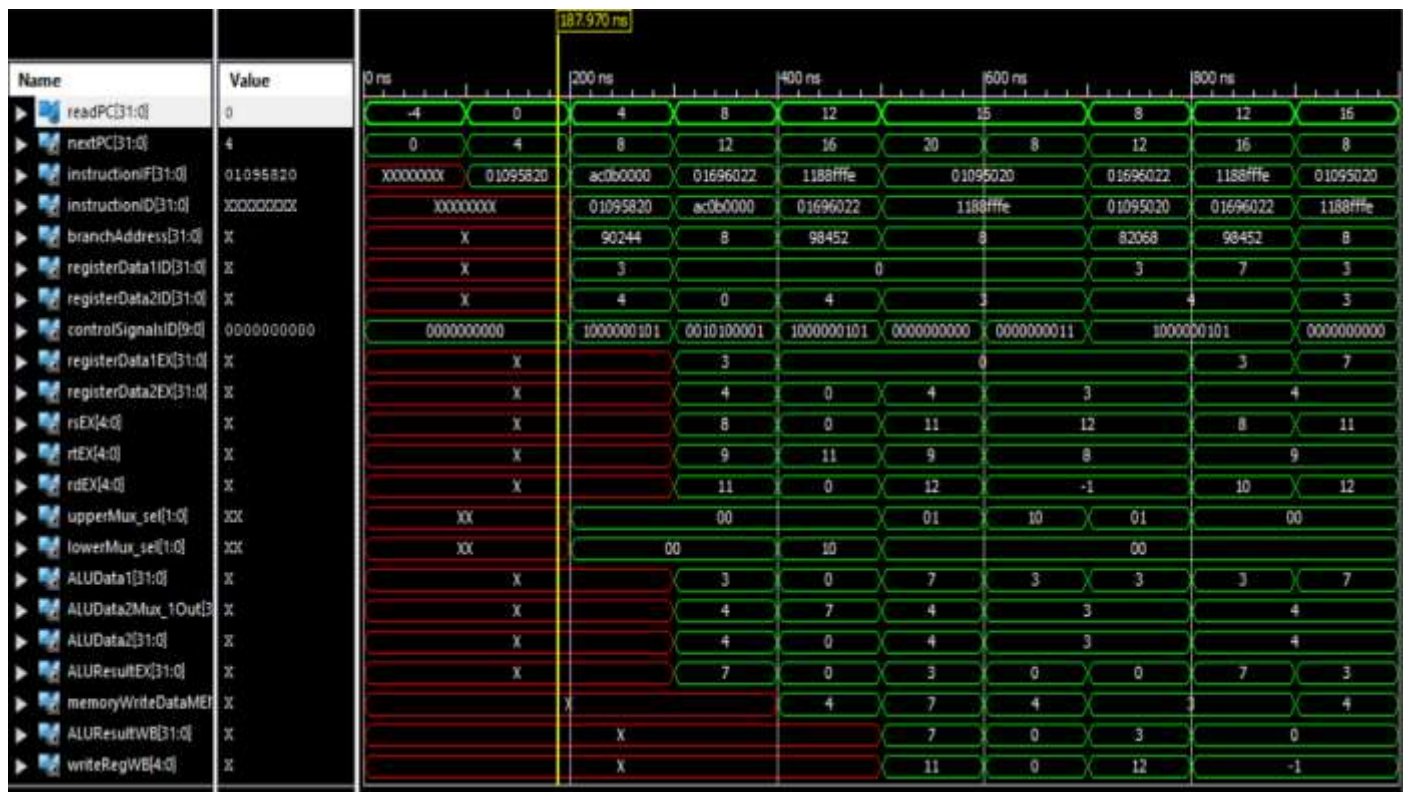 187.970 ns
Name Value 0 ns 200 ns 400 ns 600 ns 800 ns
readPC[31:0] 0 -4 0 4 8 12 16 8 12 16
nextPC[31:0] 4 0 4 8 12 16 20 8 12 16 8
instructionIF[31:0] 01095820 XXXXXXXX 01095820 ac0b0000 01696022 1188fffe 01095020 01696022 1188fffe 01095020
instructionID[31:0] XXXXXXXX XXXXXXXX 01095820 ac0b0000 01696022 1188fffe 01095020 01696022 1188fffe
branchAddress[31:0] X X 90244 8 98452 8 82068 98452 8
registerData1ID[31:0] X X 3 0 3 7 3
registerData2ID[31:0] X X 4 0 4 3 4 3
controlSignalsID[9:0] 0000000000 0000000000 1000000101 0010100001 1000000101 0000000000 0000000011 1000000101 0000000000
registerData1EX[31:0] X X 3 0 3 7
registerData2EX[31:0] X X 4 0 4 3 4
rsEX[4:0] X X 8 0 11 12 8 11
rtEX[4:0] X X 9 11 9 8 9
rdEX[4:0] X X 11 0 12 -1 10 12
upperMux_sel[1:0] XX XX 00 01 10 01 00
lowerMux_sel[1:0] XX XX 00 10 00
ALUData1[31:0] X X 3 0 7 3 3 3 7
ALUData2Mux_1Out[3 X X 4 7 4 3 4
ALUData2[31:0] X X 4 0 4 3 4
ALUResultEX[31:0] X X 7 0 3 0 0 7 3
memoryWriteDataME X X 4 7 4 3 4
ALUResultWB[31:0] X X 7 0 3 0
writeRegWB[4:0] X X 11 0 12 -1